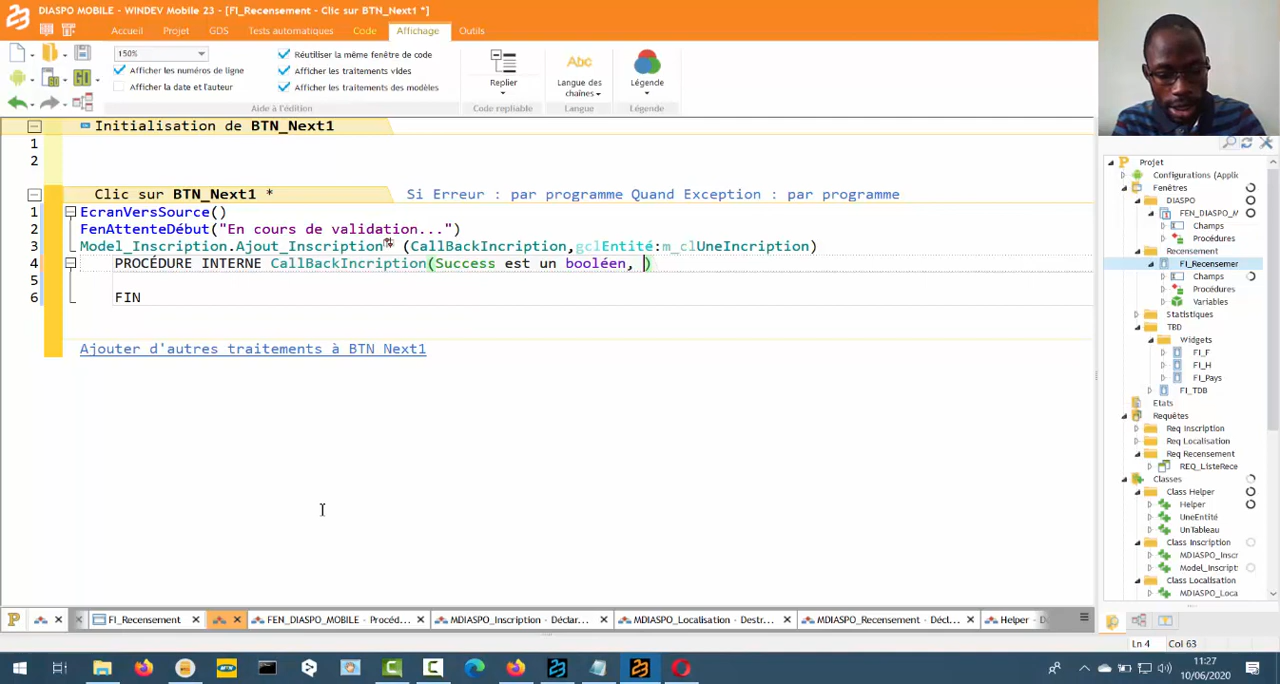 DIASPO MOBILE - WINDEV Mobile 23 - [FI_Recensement - Clic sur BTN_Next1 *]
Accueil Projet GDS Tests automatiques Code Affichage Outils
150%
Afficher les numéros de ligne
Afficher la date et l'auteur
Réutiliser la même fenêtre de code
Afficher les traitements vides
Afficher les traitements des modèles
Aide à l'édition
Replier
Code repliable
Abc
Langue des chaînes
Langue
Légende
Légende
Initialisation de BTN_Next1
1
2
Clic sur BTN_Next1 * Si Erreur : par programme Quand Exception : par programme
1 EcranVersSource()
2 FenAttenteDébut("En cours de validation...")
3 Model_Inscription.Ajout_Inscription (CallBackIncription,gclEntité:m_clUneIncription)
4 PROCÉDURE INTERNE CallBackIncription(Success est un booléen, )
5
6 FIN
Ajouter d'autres traitements à BTN_Next1
Projet
Configurations (Applic
Fenêtres
DIASPO
FEN_DIASPO_M
Champs
Procédures
Recensement
FI_Recensemer
Champs
Procédures
Variables
Statistiques
TBD
Widgets
FI_F
FI_H
FI_Pays
FI_TDB
Etats
Requêtes
Req Inscription
Req Localisation
Req Recensement
REQ_ListeRece
Classes
Class Helper
Helper
UneEntité
UnTableau
Class Inscription
MDIASPO_Inscr
Model_Inscript
Class Localisation
MDIASPO_Loca
FI_Recensement
FEN_DIASPO_MOBILE - Procéd...
MDIASPO_Inscription - Déclar...
MDIASPO_Localisation - Destr...
MDIASPO_Recensement - Décl...
Helper - Decl
Ln 4 Col 63
11:27
10/06/2020